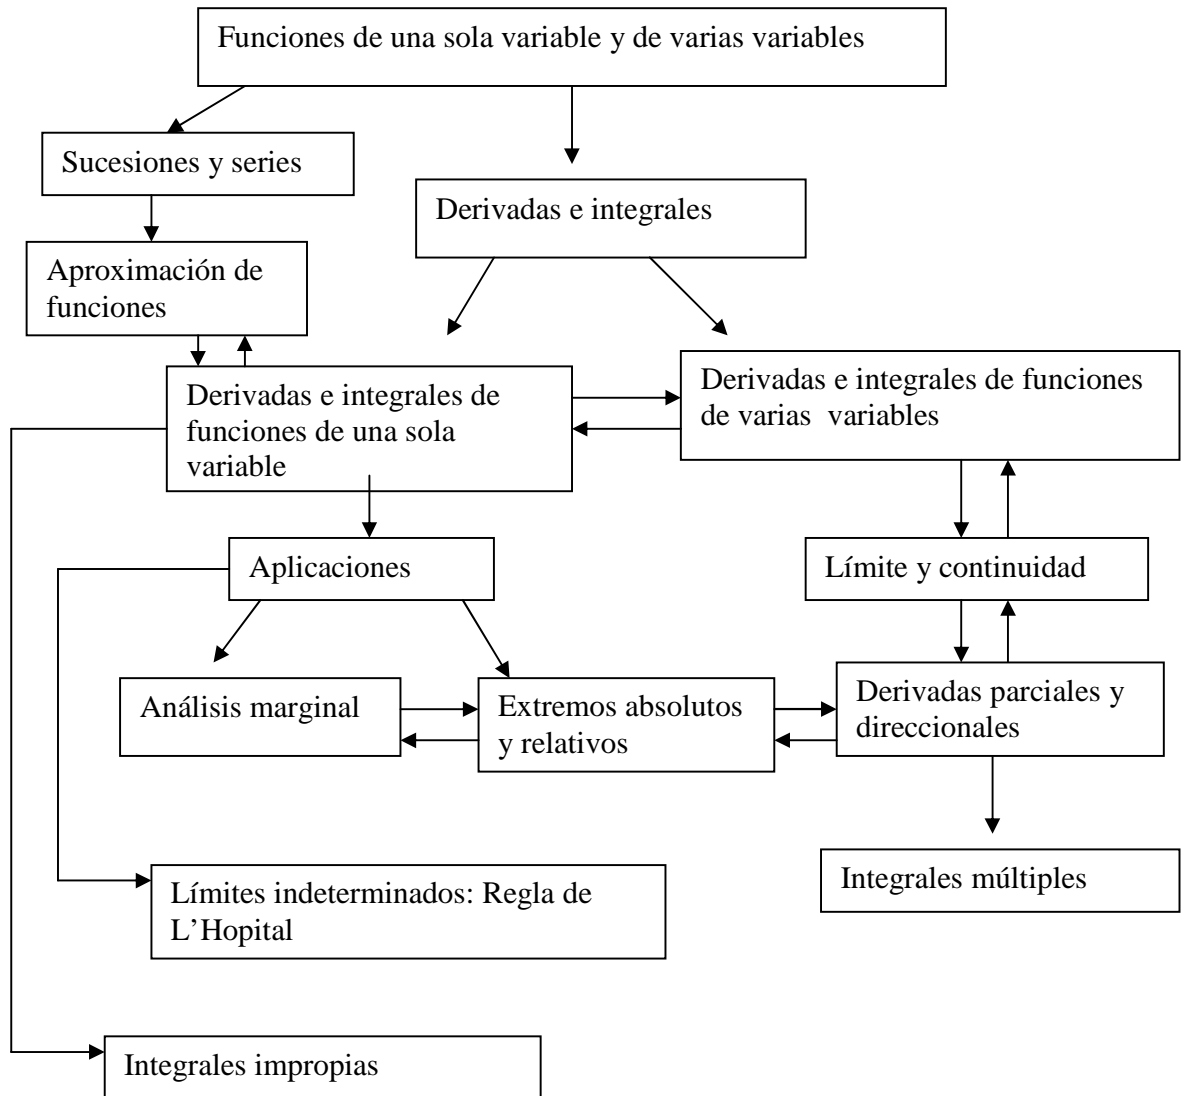 Funciones de una sola variable y de varias variables
Sucesiones y series
Derivadas e integrales
Aproximación de
funciones
Derivadas e integrales de
funciones de una sola
variable
Derivadas e integrales de funciones
de varias variables
Aplicaciones
Límite y continuidad
Análisis marginal
Extremos absolutos
y relativos
Derivadas parciales y
direccionales
Integrales múltiples
Límites indeterminados: Regla de
L’Hopital
Integrales impropias